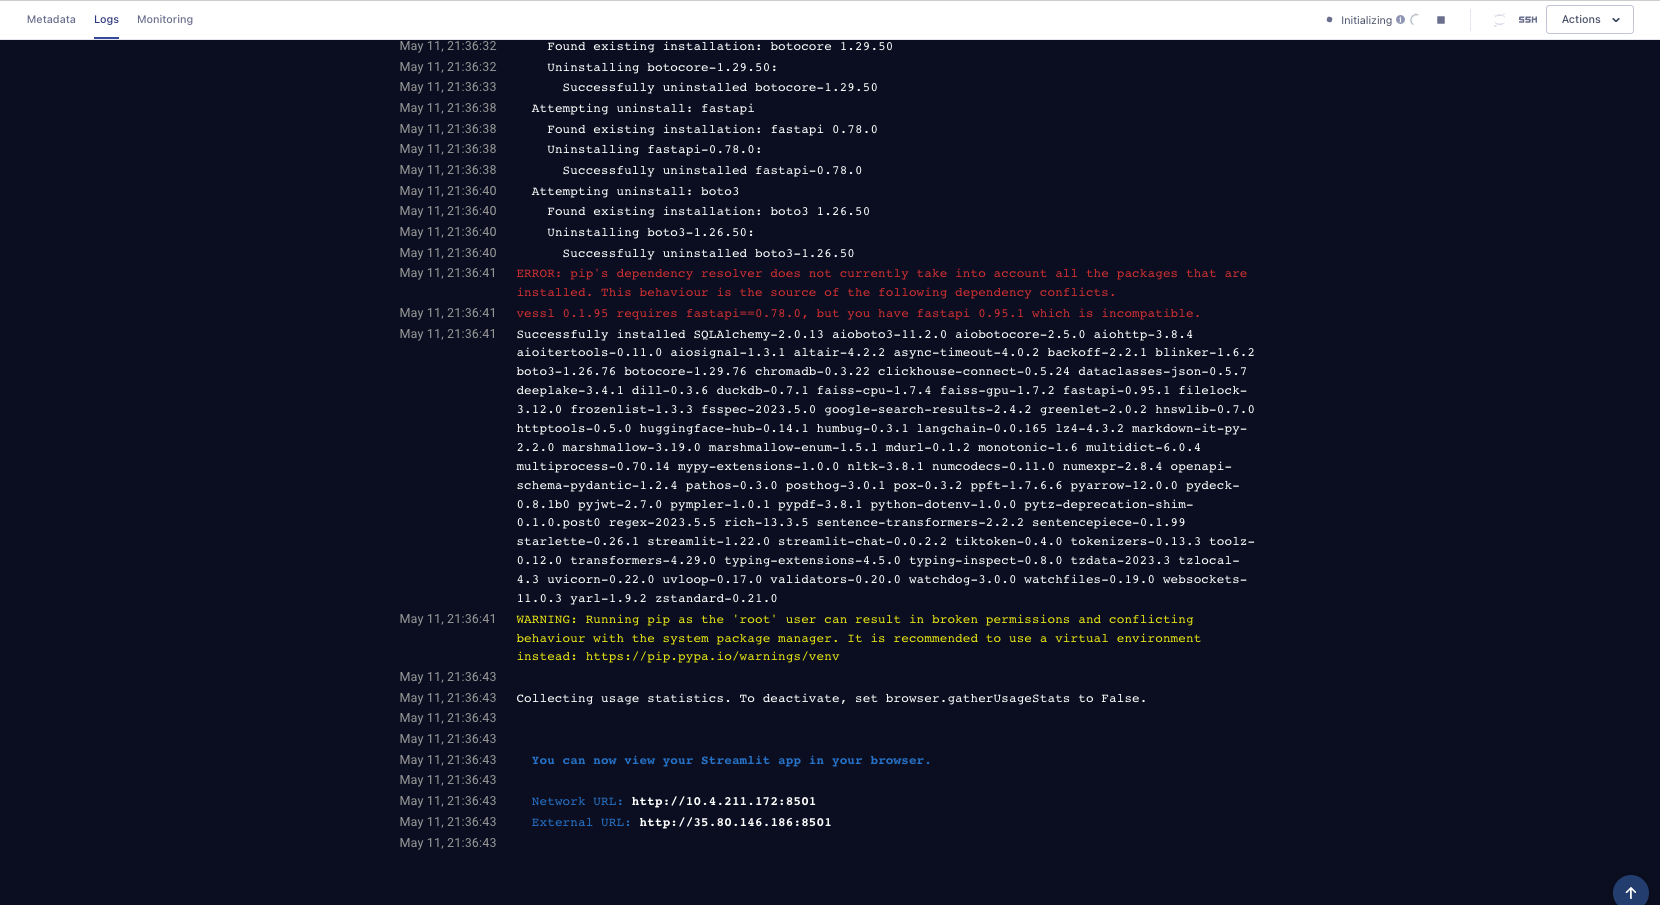 Metadata Logs Monitoring Initializing SSH Actions
May 11, 21:36:32 Found existing installation: botocore 1.29.50
May 11, 21:36:32 Uninstalling botocore-1.29.50:
May 11, 21:36:33 Successfully uninstalled botocore-1.29.50
May 11, 21:36:38 Attempting uninstall: fastapi
May 11, 21:36:38 Found existing installation: fastapi 0.78.0
May 11, 21:36:38 Uninstalling fastapi-0.78.0:
May 11, 21:36:38 Successfully uninstalled fastapi-0.78.0
May 11, 21:36:40 Attempting uninstall: boto3
May 11, 21:36:40 Found existing installation: boto3 1.26.50
May 11, 21:36:40 Uninstalling boto3-1.26.50:
May 11, 21:36:40 Successfully uninstalled boto3-1.26.50
May 11, 21:36:41 ERROR: pip's dependency resolver does not currently take into account all the packages that are
installed. This behaviour is the source of the following dependency conflicts.
May 11, 21:36:41 vessl 0.1.95 requires fastapi==0.78.0, but you have fastapi 0.95.1 which is incompatible.
May 11, 21:36:41 Successfully installed SQLAlchemy-2.0.13 aioboto3-11.2.0 aiobotocore-2.5.0 aiohttp-3.8.4
aioitertools-0.11.0 aiosignal-1.3.1 altair-4.2.2 async-timeout-4.0.2 backoff-2.2.1 blinker-1.6.2
boto3-1.26.76 botocore-1.29.76 chromadb-0.3.22 clickhouse-connect-0.5.24 dataclasses-json-0.5.7
deeplake-3.4.1 dill-0.3.6 duckdb-0.7.1 faiss-cpu-1.7.4 faiss-gpu-1.7.2 fastapi-0.95.1 filelock-
3.12.0 frozenlist-1.3.3 fsspec-2023.5.0 google-search-results-2.4.2 greenlet-2.0.2 hnswlib-0.7.0
httptools-0.5.0 huggingface-hub-0.14.1 humbug-0.3.1 langchain-0.0.165 lz4-4.3.2 markdown-it-py-
2.2.0 marshmallow-3.19.0 marshmallow-enum-1.5.1 mdurl-0.1.2 monotonic-1.6 multidict-6.0.4
multiprocess-0.70.14 mypy-extensions-1.0.0 nltk-3.8.1 numcodecs-0.11.0 numexpr-2.8.4 openapi-
schema-pydantic-1.2.4 pathos-0.3.0 posthog-3.0.1 pox-0.3.2 ppft-1.7.6.6 pyarrow-12.0.0 pydeck-
0.8.1b0 pyjwt-2.7.0 pympler-1.0.1 pypdf-3.8.1 python-dotenv-1.0.0 pytz-deprecation-shim-
0.1.0.post0 regex-2023.5.5 rich-13.3.5 sentence-transformers-2.2.2 sentencepiece-0.1.99
starlette-0.26.1 streamlit-1.22.0 streamlit-chat-0.0.2.2 tiktoken-0.4.0 tokenizers-0.13.3 toolz-
0.12.0 transformers-4.29.0 typing-extensions-4.5.0 typing-inspect-0.8.0 tzdata-2023.3 tzlocal-
4.3 uvicorn-0.22.0 uvloop-0.17.0 validators-0.20.0 watchdog-3.0.0 watchfiles-0.19.0 websockets-
11.0.3 yarl-1.9.2 zstandard-0.21.0
May 11, 21:36:41 WARNING: Running pip as the 'root' user can result in broken permissions and conflicting
behaviour with the system package manager. It is recommended to use a virtual environment
instead: https://pip.pypa.io/warnings/venv
May 11, 21:36:43
May 11, 21:36:43 Collecting usage statistics. To deactivate, set browser.gatherUsageStats to False.
May 11, 21:36:43
May 11, 21:36:43
May 11, 21:36:43 You can now view your Streamlit app in your browser.
May 11, 21:36:43
May 11, 21:36:43 Network URL: http://10.4.211.172:8501
May 11, 21:36:43 External URL: http://35.80.146.186:8501
May 11, 21:36:43